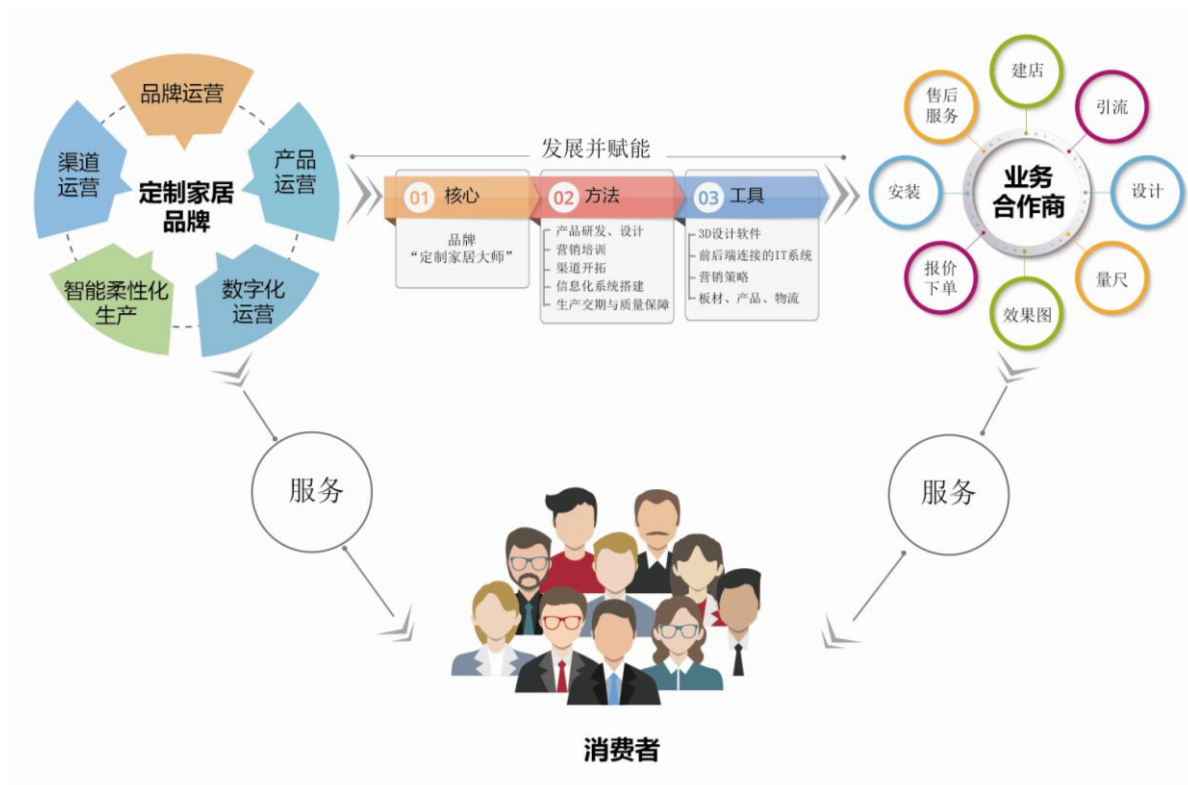 品牌运营
产品
运营
数字化
运营
智能柔性化
生产
渠道
运营
定制家居
品牌
发展并赋能
01 核心
品牌
“定制家居大师”
02 方法
产品研发、设计
营销培训
渠道开拓
信息化系统搭建
生产交期与质量保障
03 工具
3D设计软件
前后端连接的IT系统
营销策略
板材、产品、物流
业务
合作商
建店
引流
设计
量尺
效果图
报价
下单
安装
售后
服务
服务
服务
消费者